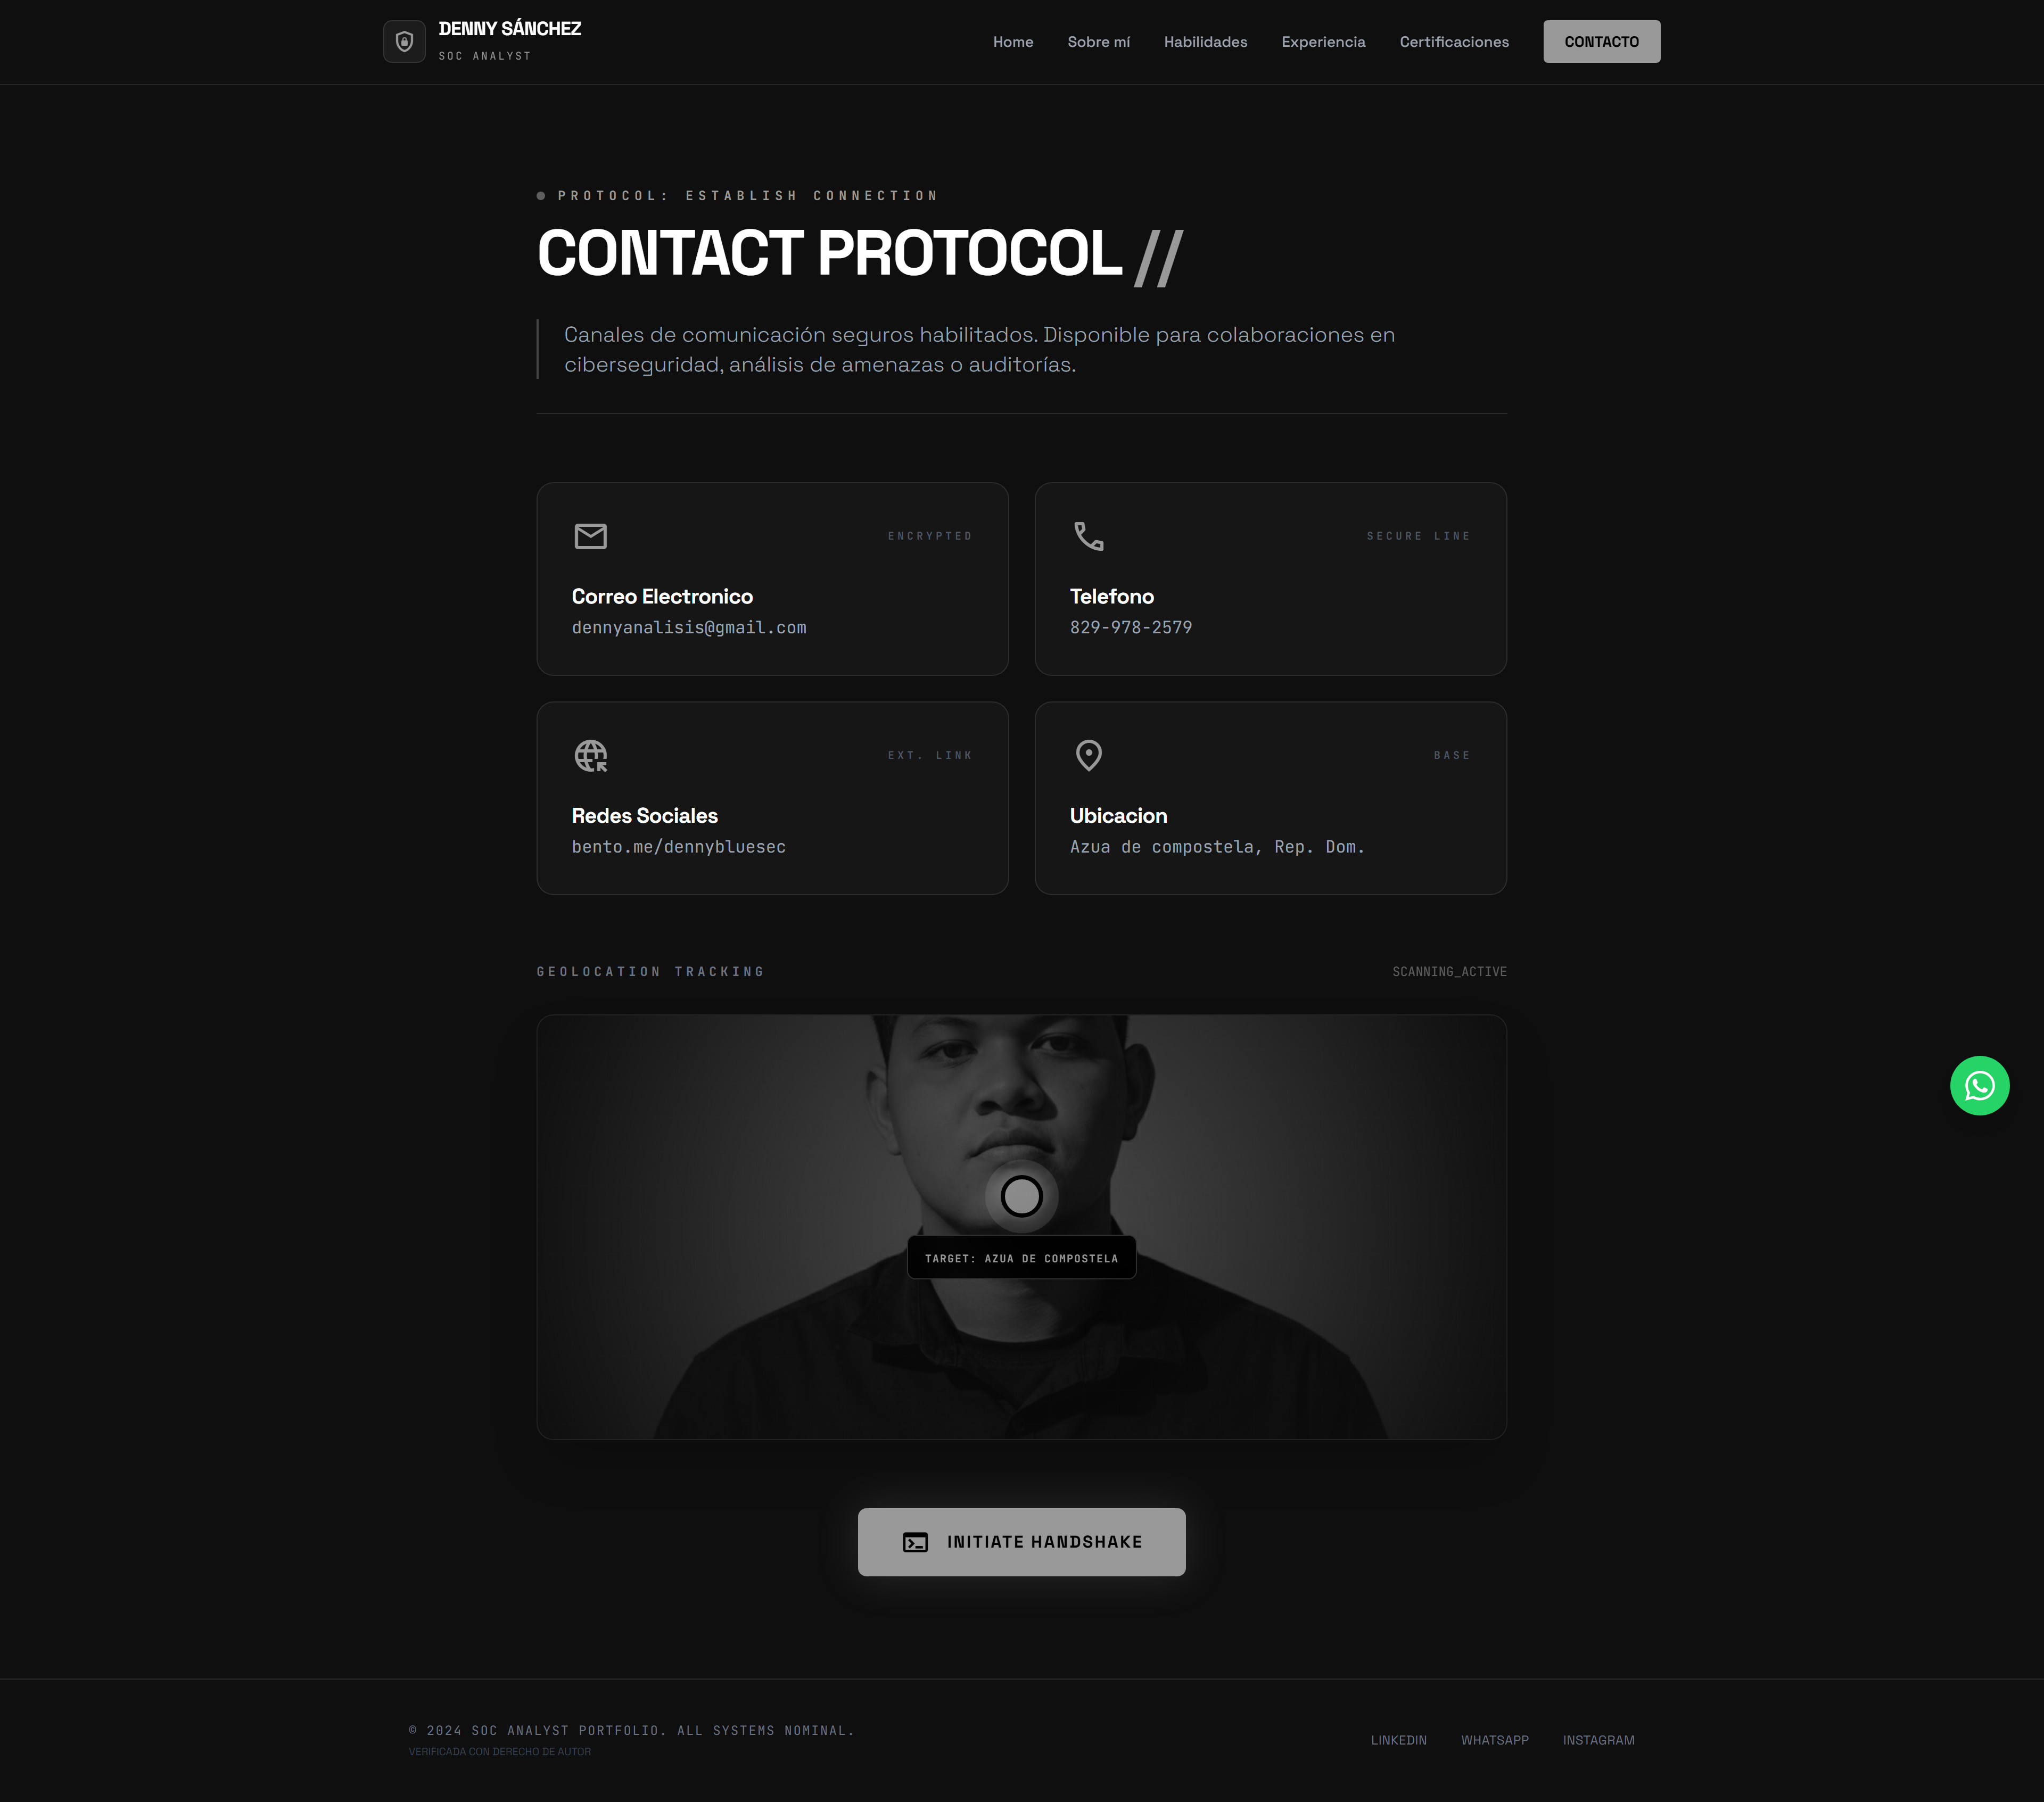 DENNY SÁNCHEZ
SOC ANALYST
Home
Sobre mí
Habilidades
Experiencia
Certificaciones
CONTACTO
PROTOCOL: ESTABLISH CONNECTION
CONTACT PROTOCOL //
Canales de comunicación seguros habilitados. Disponible para colaboraciones en
ciberseguridad, análisis de amenazas o auditorías.
ENCRYPTED
Correo Electronico
dennyanalisis@gmail.com
SECURE LINE
Telefono
829-978-2579
EXT. LINK
Redes Sociales
bento.me/dennybluesec
BASE
Ubicacion
Azua de compostela, Rep. Dom.
GEOLOCATION TRACKING
SCANNING_ACTIVE
TARGET: AZUA DE COMPOSTELA
INITIATE HANDSHAKE
© 2024 SOC ANALYST PORTFOLIO. ALL SYSTEMS NOMINAL.
VERIFICADA CON DERECHO DE AUTOR
LINKEDIN
WHATSAPP
INSTAGRAM